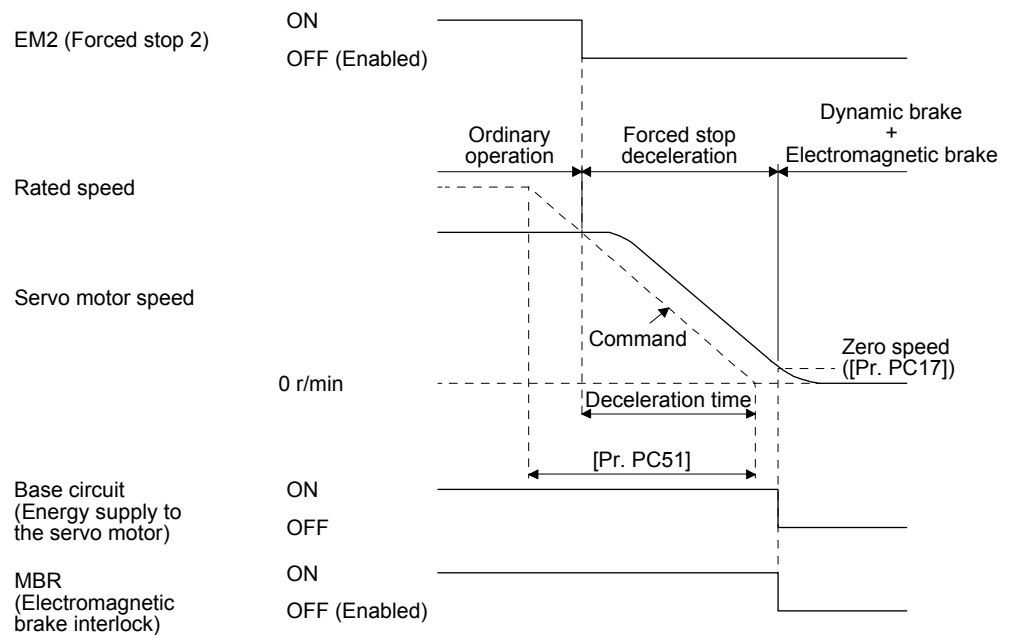 EM2 (Forced stop 2)
ON
OFF (Enabled)
Ordinary
operation
Forced stop
deceleration
Dynamic brake
+
Electromagnetic brake
Rated speed
Servo motor speed
Command
Zero speed
([Pr. PC17])
0 r/min
Deceleration time
[Pr. PC51]
Base circuit
(Energy supply to
the servo motor)
ON
OFF
MBR
(Electromagnetic
brake interlock)
ON
OFF (Enabled)